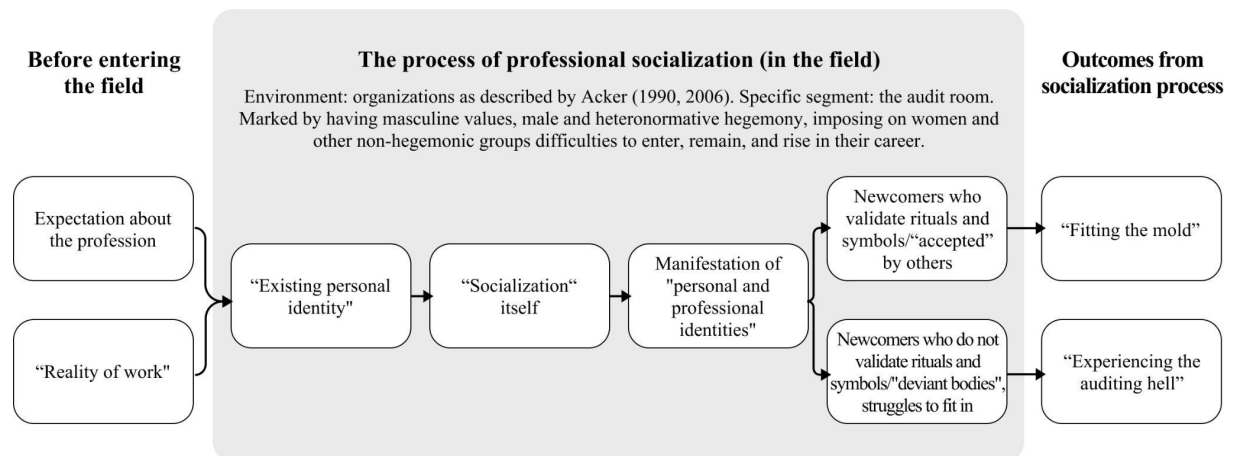 Before entering
the field
The process of professional socialization (in the field)
Environment: organizations as described by Acker (1990, 2006). Specific segment: the audit room.
Marked by having masculine values, male and heteronormative hegemony, imposing on women and
other non-hegemonic groups difficulties to enter, remain, and rise in their career.
Outcomes from
socialization process
Expectation about
the profession
“Reality of work"
“Existing personal
identity"
“Socialization“
itself
Manifestation of
"personal and
professional
identities"
Newcomers who
validate rituals and
symbols/“accepted”
by others
Newcomers who do not
validate rituals and
symbols/"deviant bodies",
struggles to fit in
“Fitting the mold”
“Experiencing the
auditing hell”